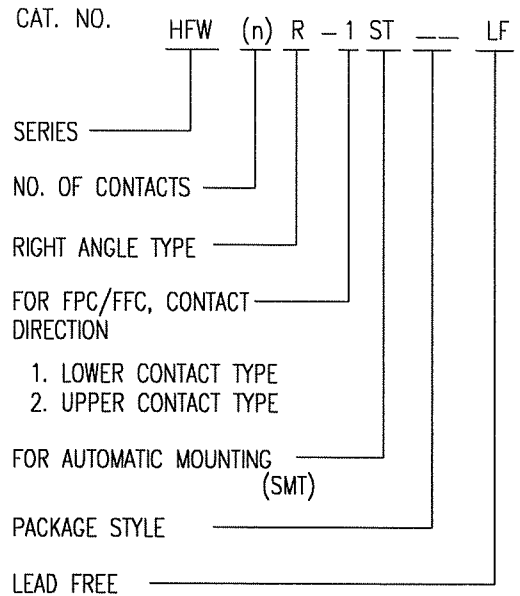 CAT. NO. HFW (n) R - 1 ST __ LF
SERIES
NO. OF CONTACTS
RIGHT ANGLE TYPE
FOR FPC/FFC, CONTACT
DIRECTION
1. LOWER CONTACT TYPE
2. UPPER CONTACT TYPE
FOR AUTOMATIC MOUNTING
(SMT)
PACKAGE STYLE
LEAD FREE